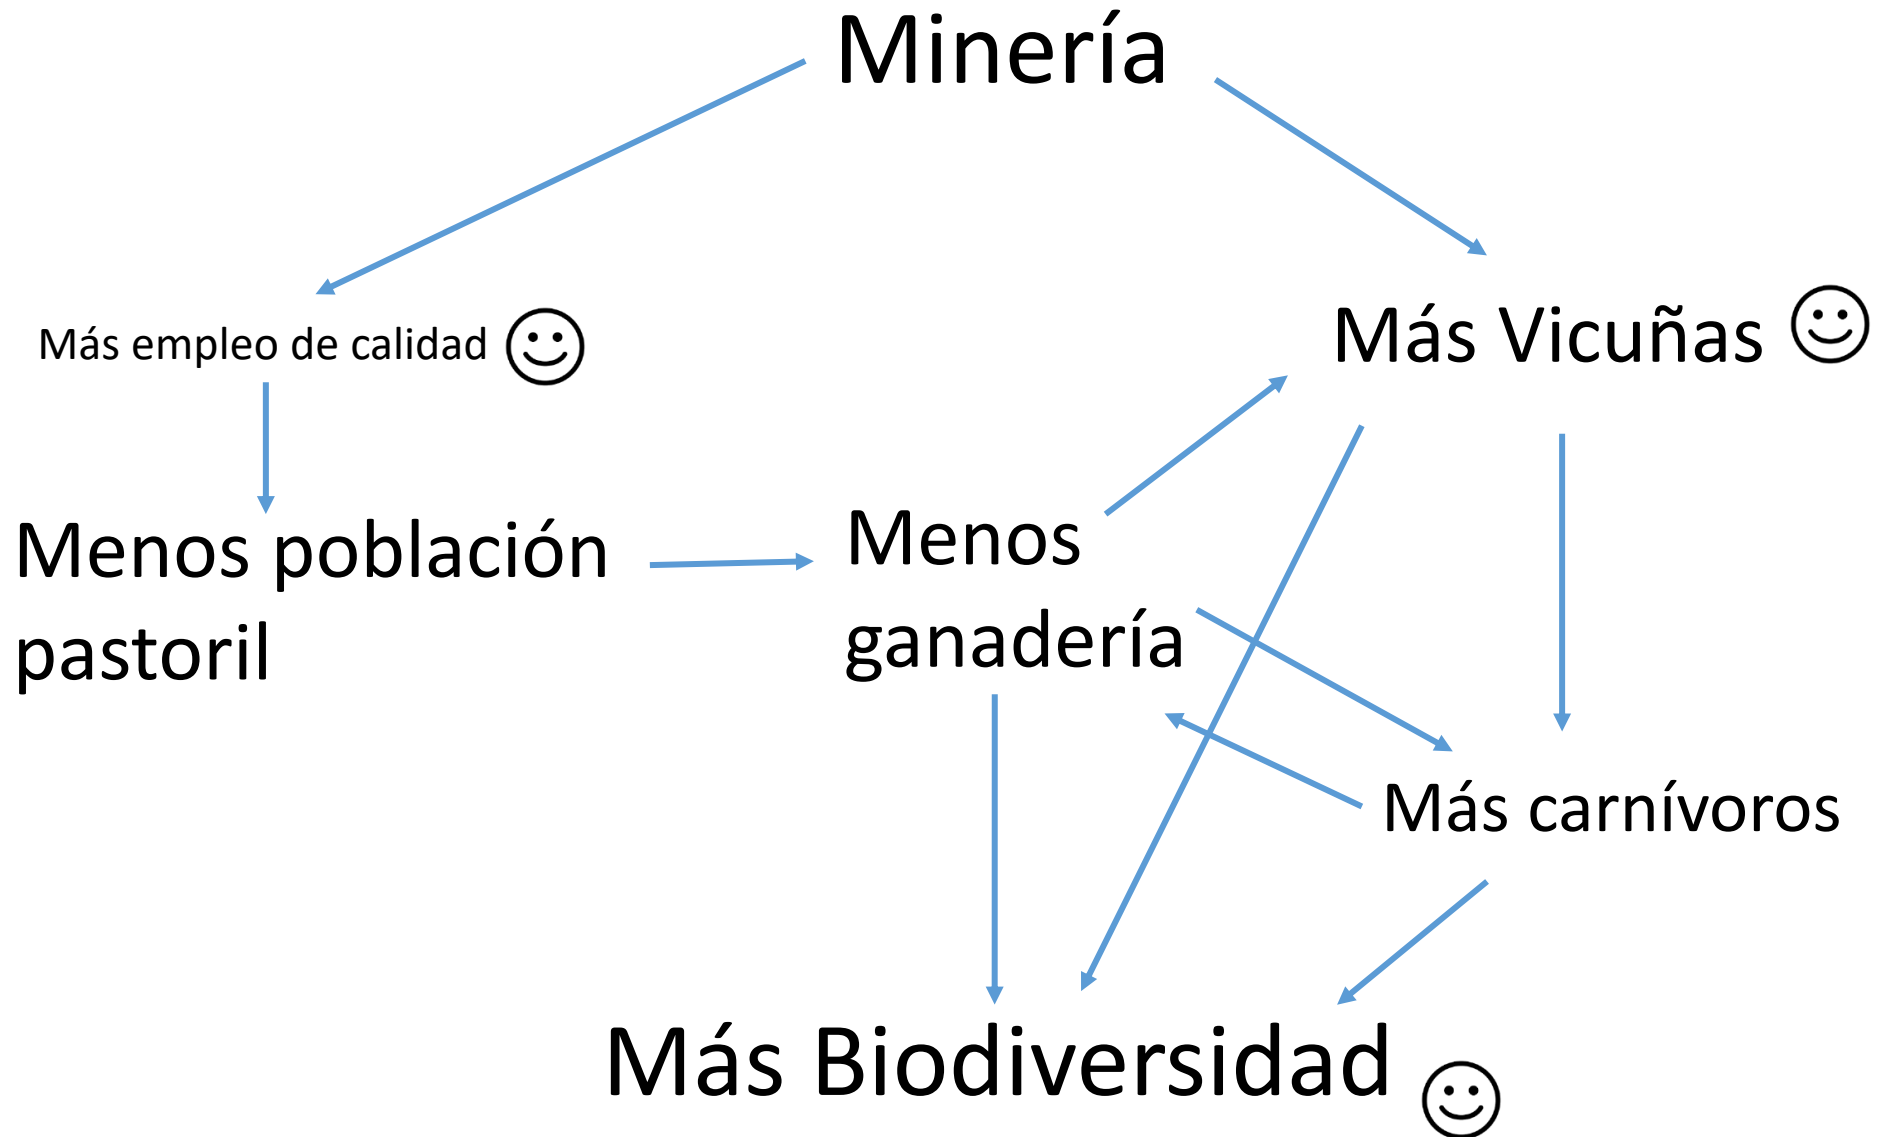 Minería
Más empleo de calidad
Más Vicuñas
Menos población
pastoril
Menos
ganadería
Más carnívoros
Más Biodiversidad